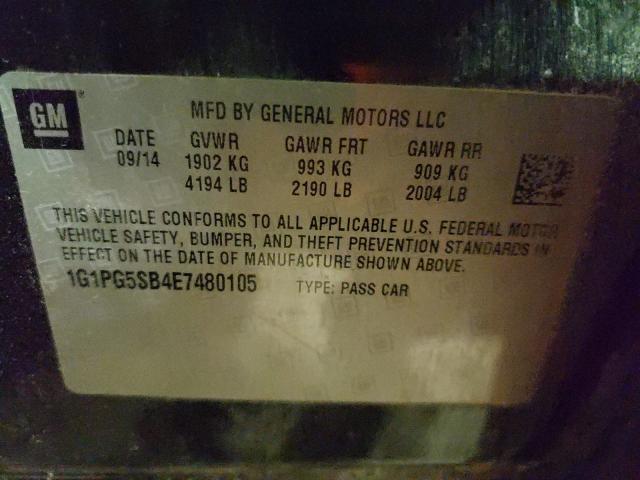 GM
MFD BY GENERAL MOTORS LLC
DATE GVWR GAWR FRT GAWR RR
09/14 1902 KG 993 KG 909 KG
4194 LB 2190 LB 2004 LB
THIS VEHICLE CONFORMS TO ALL APPLICABLE U.S. FEDERAL MOTOR
VEHICLE SAFETY, BUMPER, AND THEFT PREVENTION STANDARDS IN
EFFECT ON THE DATE OF MANUFACTURE SHOWN ABOVE.
1G1PG5SB4E7480105 TYPE: PASS CAR